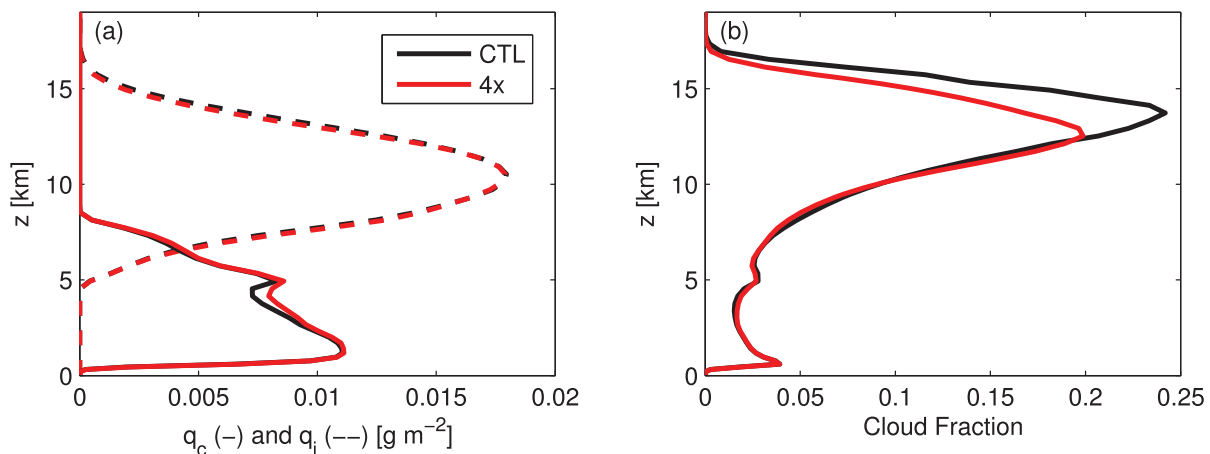 (a)
CTL
4x
15
10
5
0
z [km]
0 0.005 0.01 0.015 0.02
q_c (-) and q_i (--) [g m^-2]
(b)
15
10
5
0
z [km]
0 0.05 0.1 0.15 0.2 0.25
Cloud Fraction